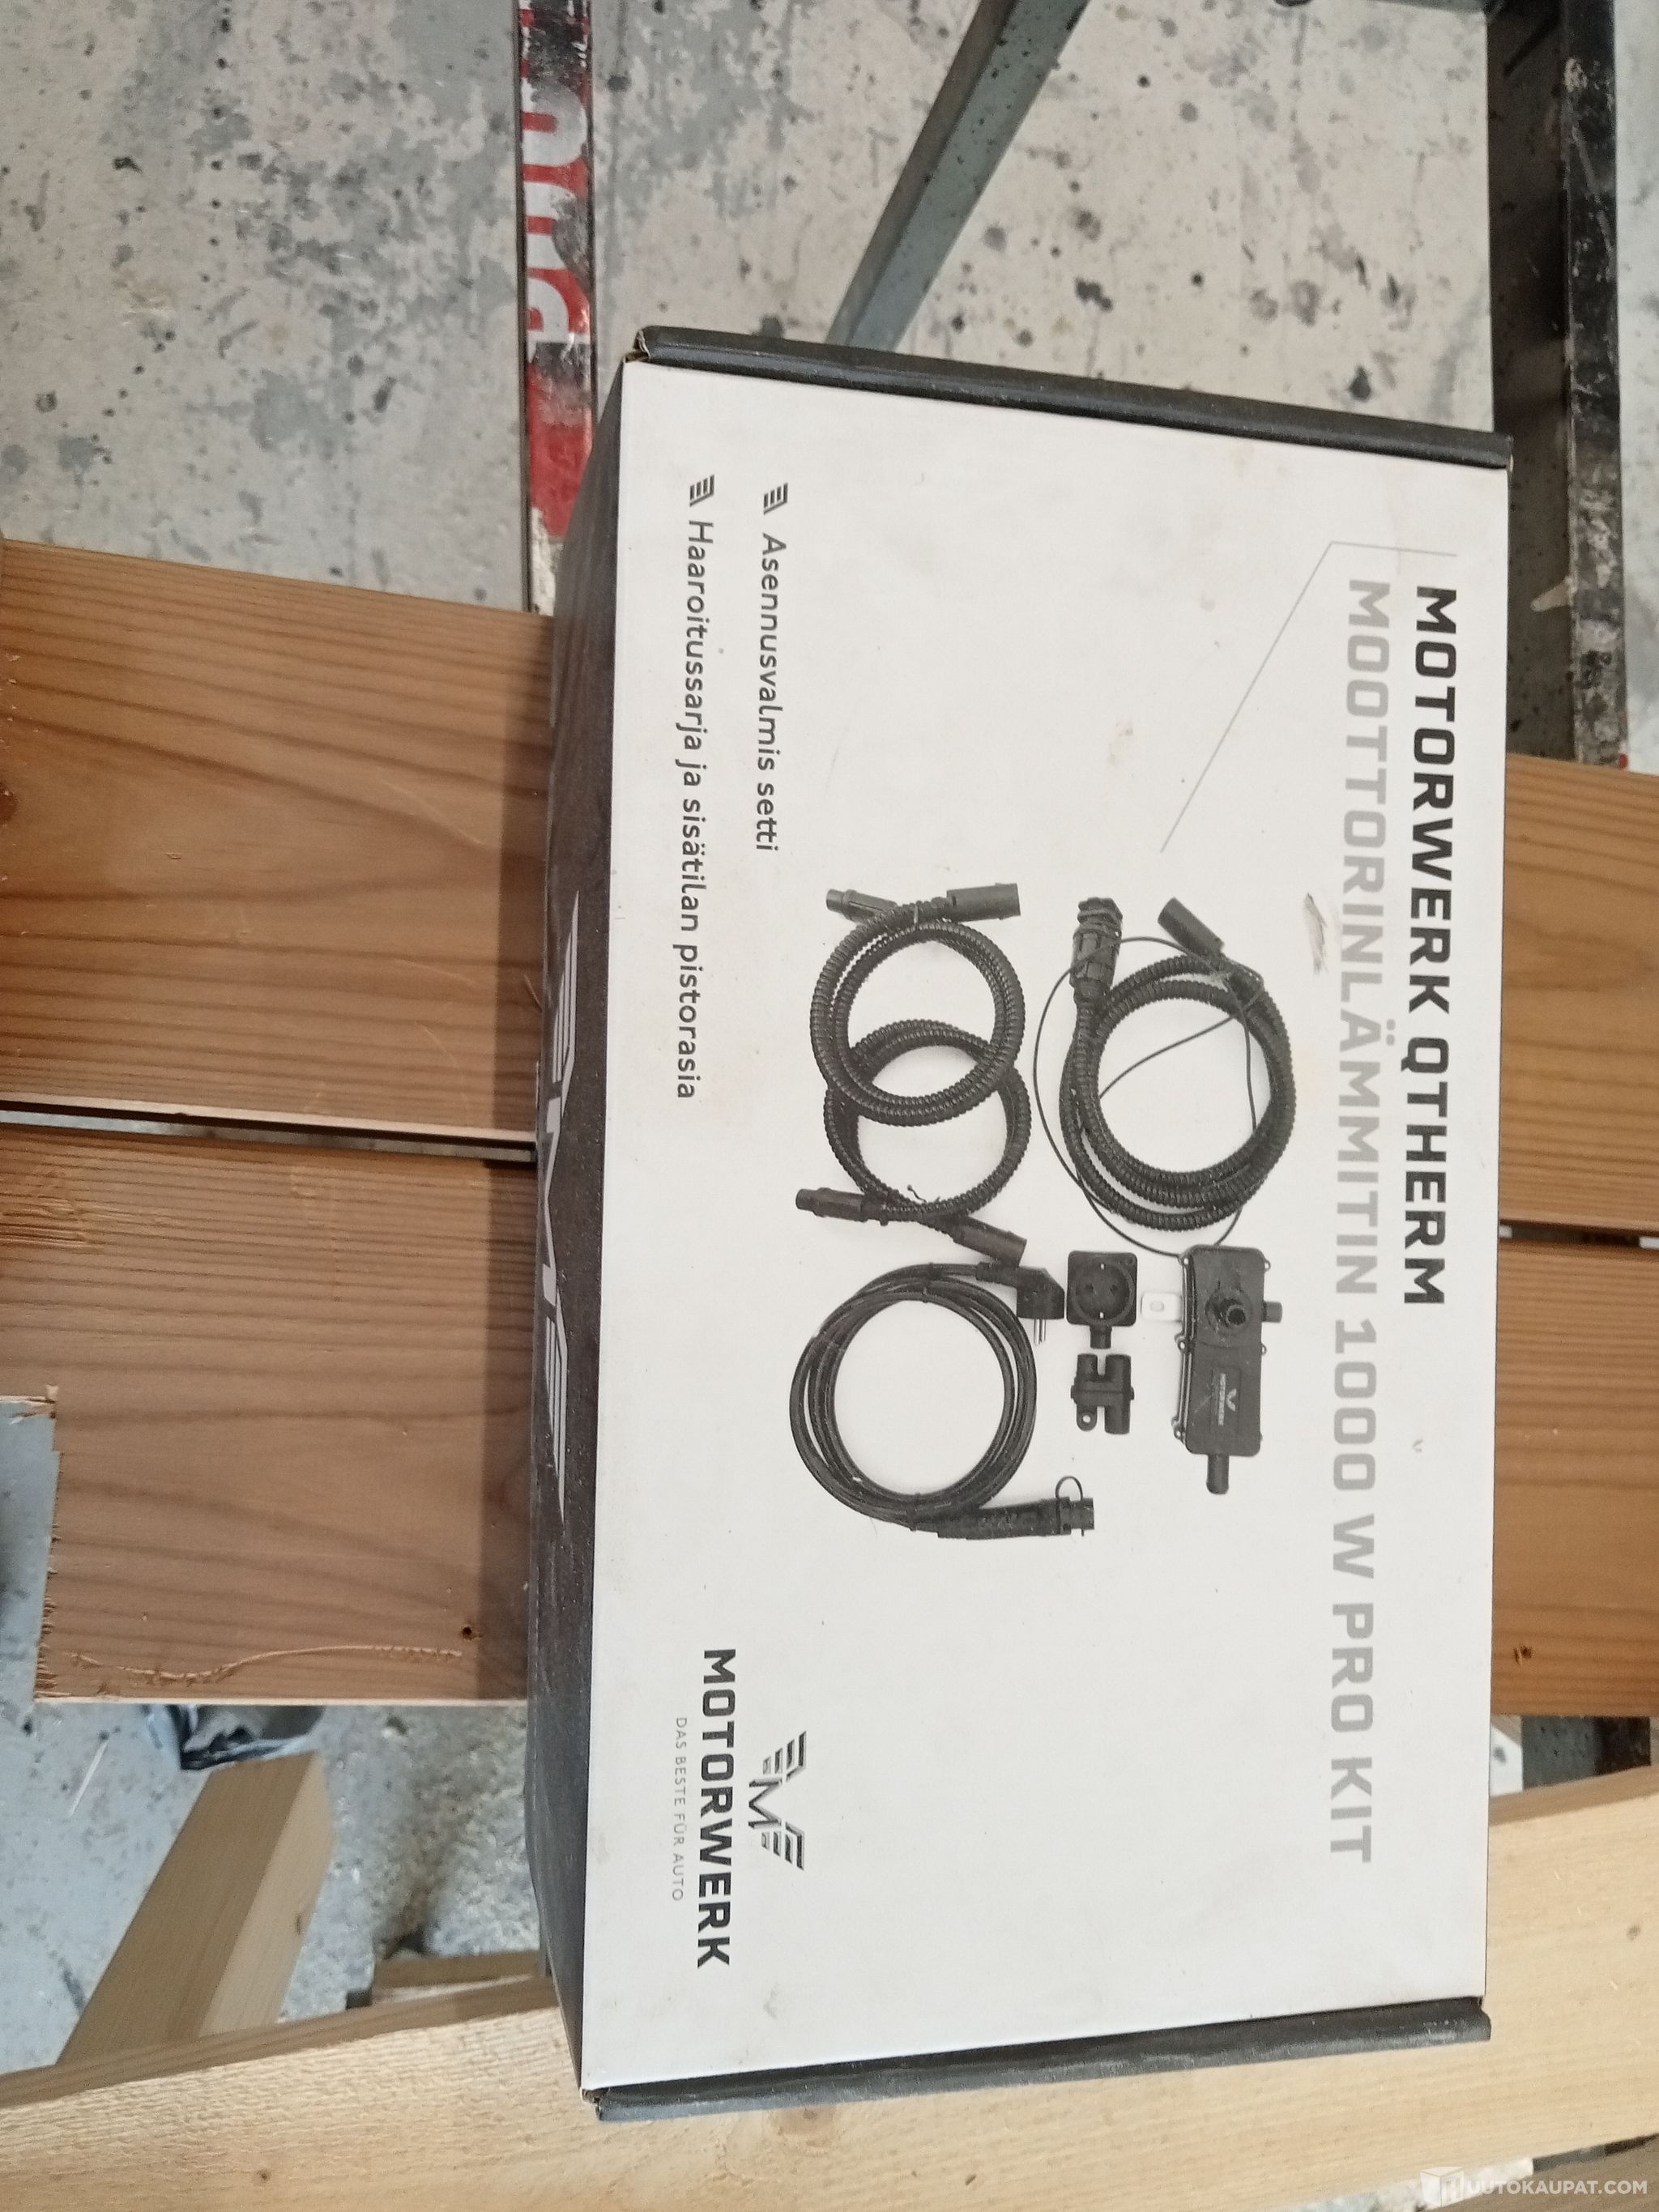 MOTORWERK QTHERM
MOOTTORINLÄMMITIN 1000 W PRO KIT
MOTORWERK
Asennusvalmis setti
Haaroitussarja ja sisätilan pistorasia
MOTORWERK
DAS BESTE FÜR AUTO
HUUTOKAUPAT.COM